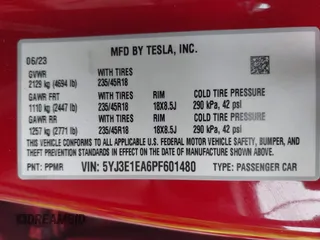 MFD BY TESLA, INC.
06/23
GVWR WITH TIRES
2129 kg (4694 lb) 235/45R18
GAWR FRT WITH TIRES RIMS COLD TIRE PRESSURE
1110 kg (2447 lb) 235/45R18 18X8.5J 290 kPa, 42 psi
GAWR RR WITH TIRES RIM COLD TIRE PRESSURE
1257 kg (2771 lb) 235/45R18 18X8.5J 290 kPa, 42 psi
THIS VEHICLE CONFORMS TO ALL APPLICABLE
FEDERAL MOTOR VEHICLE SAFETY, BUMPER, AND
THEFT PREVENTION STANDARDS IN EFFECT ON
THE DATE OF MANUFACTURE SHOWN ABOVE.
PNT: PPMR VIN: 5YJ3E1EA6PF601480 TYPE: PASSENGER CAR